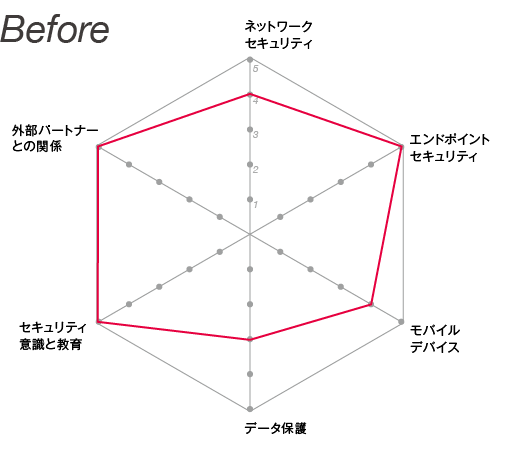 Before
ネットワーク
セキュリティ
5
4
3
2
1
外部パートナー
との関係
エンドポイント
セキュリティ
セキュリティ
意識と教育
モバイル
デバイス
データ保護